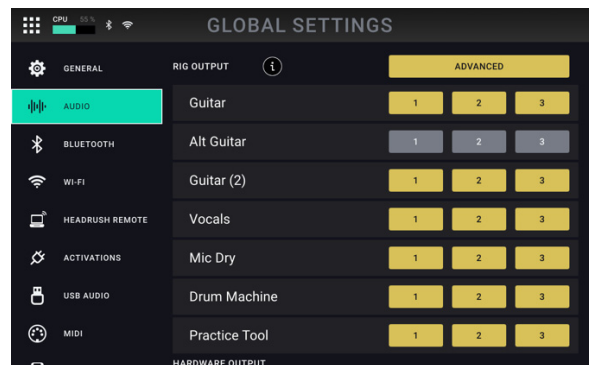 CPU 55 %
GLOBAL SETTINGS
GENERAL
AUDIO
BLUETOOTH
WI-FI
HEADRUSH REMOTE
ACTIVATIONS
USB AUDIO
MIDI
RIG OUTPUT i ADVANCED
Guitar 1 2 3
Alt Guitar 1 2 3
Guitar (2) 1 2 3
Vocals 1 2 3
Mic Dry 1 2 3
Drum Machine 1 2 3
Practice Tool 1 2 3
HARDWARE OUTPUT